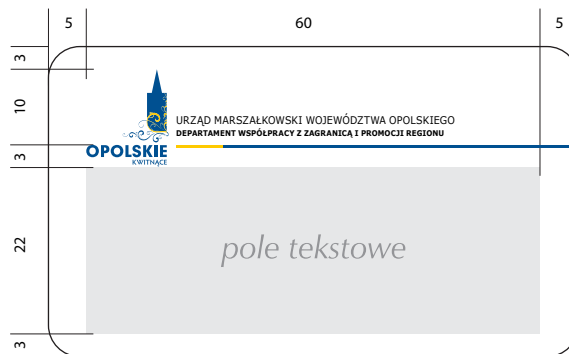 5 60 5
3
10
3
22
3
URZĄD MARSZAŁKOWSKI WOJEWÓDZTWA OPOLSKIEGO
DEPARTAMENT WSPÓŁPRACY Z ZAGRANICĄ I PROMOCJI REGIONU
OPOLSKIE
KWITNĄCE
pole tekstowe